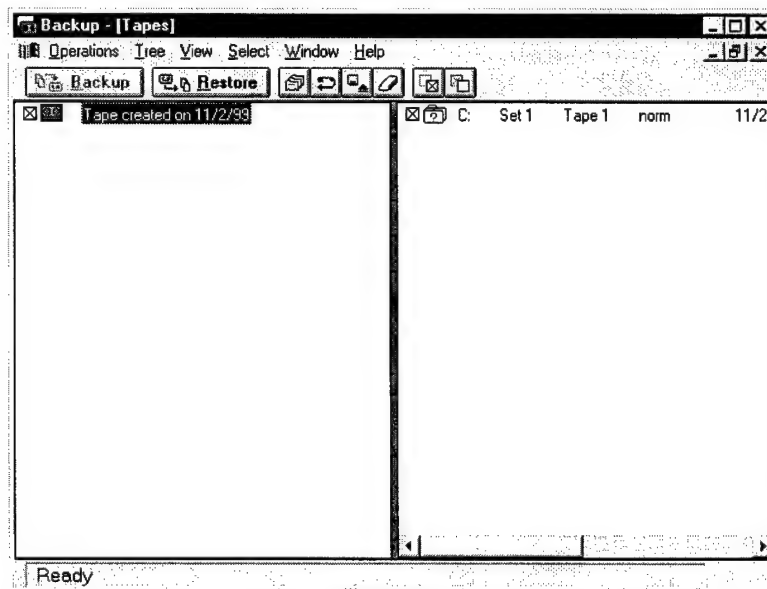 Backup - [Tapes]
Operations Tree View Select Window Help
Backup Restore
Tape created on 11/2/99
C: Set 1 Tape 1 norm 11/2
Ready